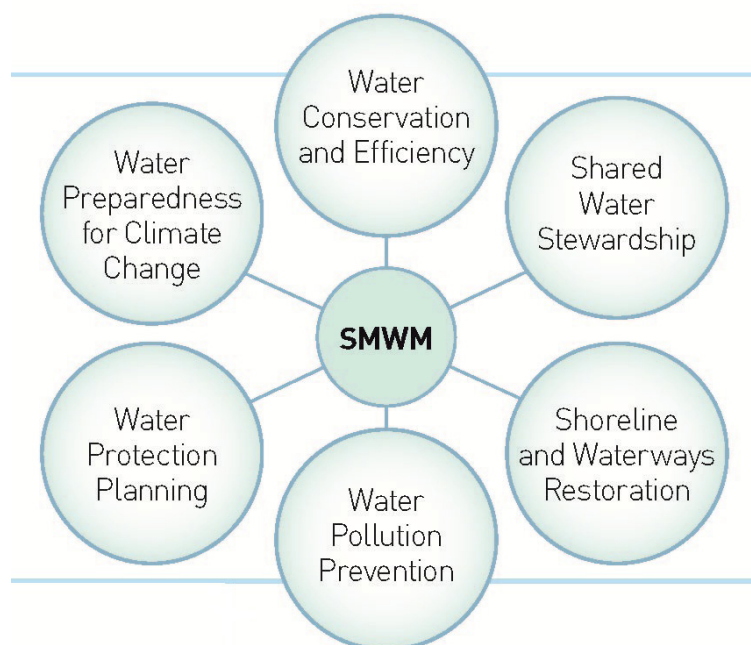 Water
Conservation
and Efficiency
Shared
Water
Stewardship
Shoreline
and Waterways
Restoration
Water
Pollution
Prevention
Water
Protection
Planning
Water
Preparedness
for Climate
Change
SMWM